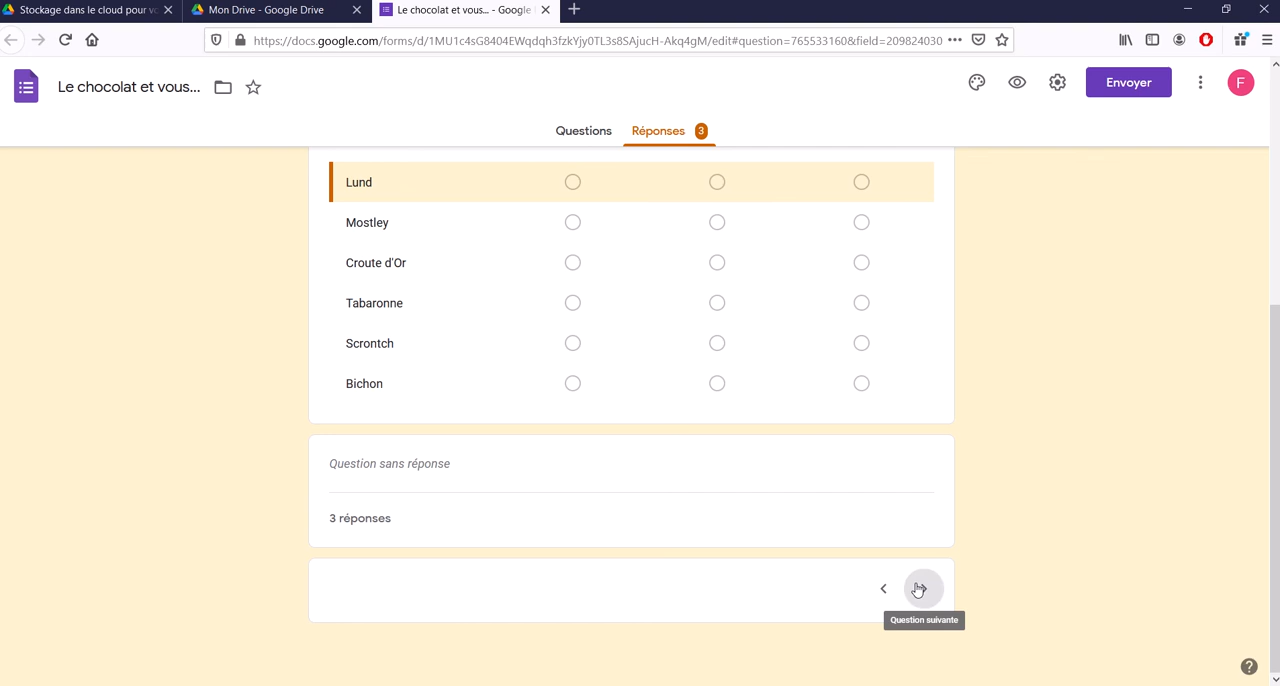 Stockage dans le cloud pour vo
Mon Drive - Google Drive
Le chocolat et vous... - Google
https://docs.google.com/forms/d/1MU1c4sG8404EWqdqh3fzkYjy0TL3s8SAjucH-Akq4gM/edit#question=765533160&field=209824030
Le chocolat et vous...
Envoyer
F
Questions
Réponses 3
Lund
Mostley
Croute d'Or
Tabaronne
Scrontch
Bichon
Question sans réponse
3 réponses
Question suivante